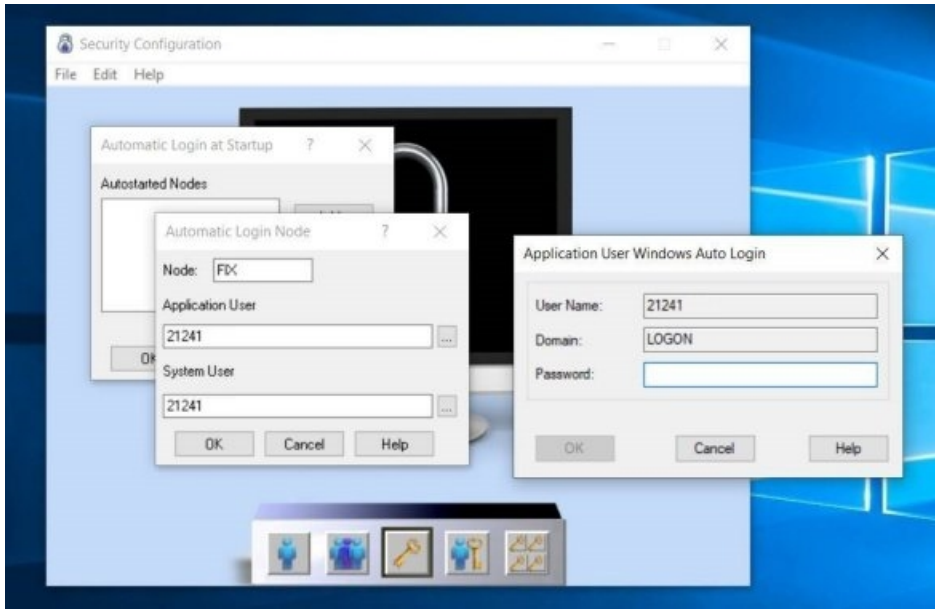 Security Configuration
File Edit Help
Automatic Login at Startup ? ×
Autostarted Nodes
Automatic Login Node ? ×
Node: FIX
Application User
21241 ...
System User
21241 ...
OK Cancel Help
Application User Windows Auto Login ×
User Name: 21241
Domain: LOGON
Password:
OK Cancel Help